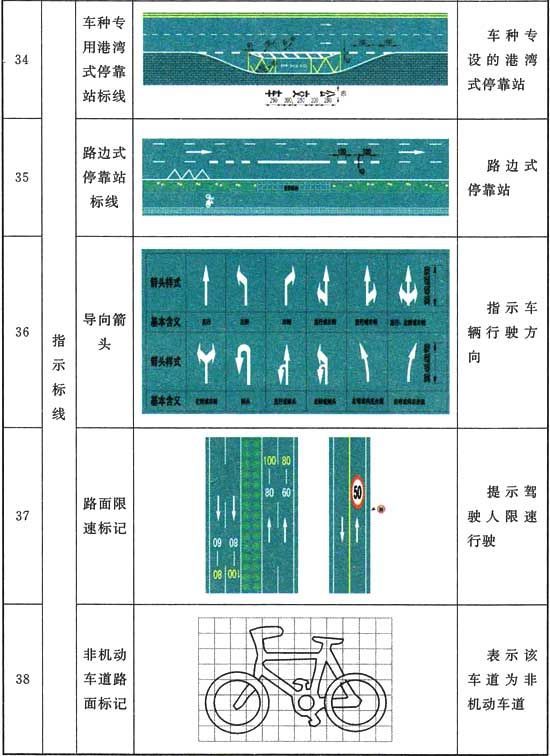 34
车种专
用港湾
式停靠
站标线
车种专
设的港湾
式停靠站
35
路边式
停靠站
标线
路边式
停靠站
指示标线
36
导向箭
头
箭头样式
基本含义
箭头样式
基本含义
指示车
辆行驶方
向
37
路面限
速标记
100 80
80 60
60 80
80 100
50
提示驾
驶人限速
行驶
38
非机动
车道路
面标记
表示该
车道为非
机动车道